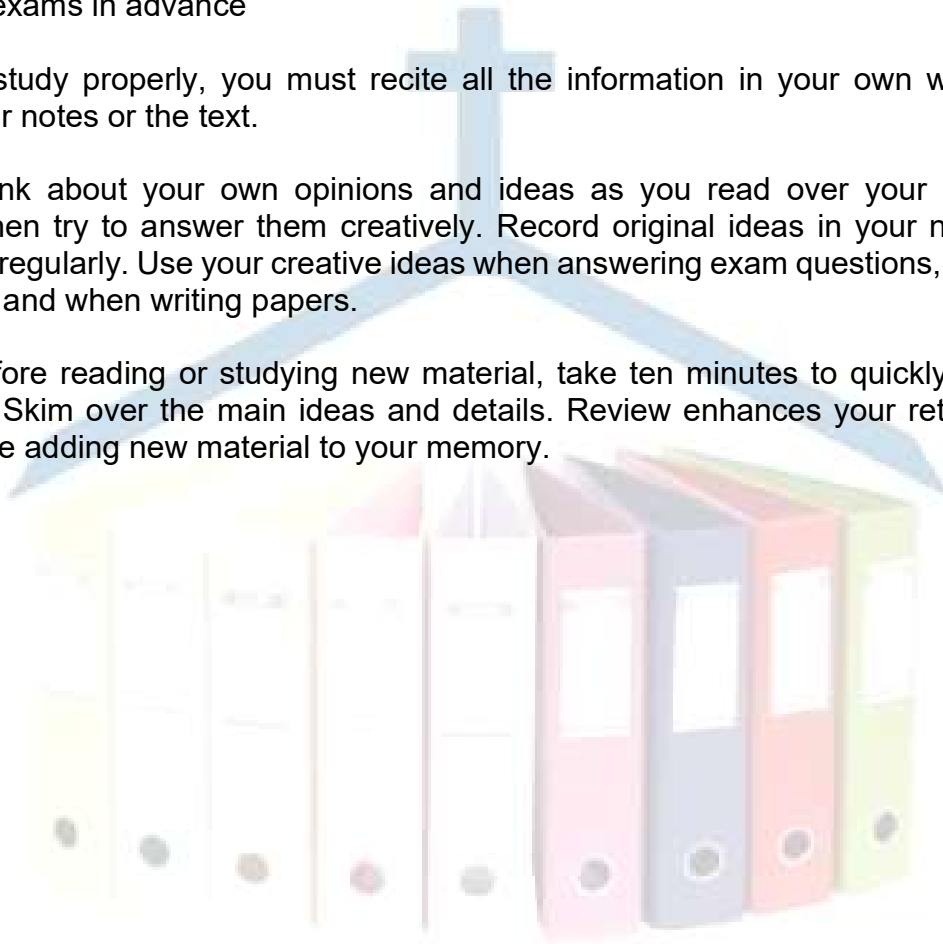 exams in advance
study properly, you must recite all the information in your own
notes or the text.
about your own opinions and ideas as you read over your
try to answer them creatively. Record original ideas in your
regularly. Use your creative ideas when answering exam questions,
and when writing papers.
reading or studying new material, take ten minutes to quickly
Skim over the main ideas and details. Review enhances your
adding new material to your memory.